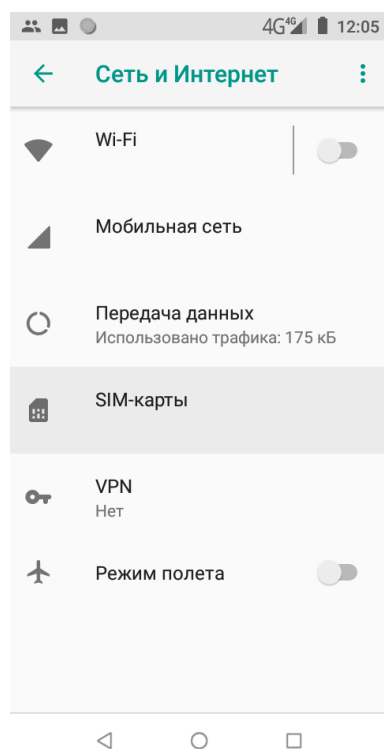 4G 4G 12:05
Сеть и Интернет
Wi-Fi
Мобильная сеть
Передача данных
Использовано трафика: 175 кБ
SIM-карты
VPN
Нет
Режим полета